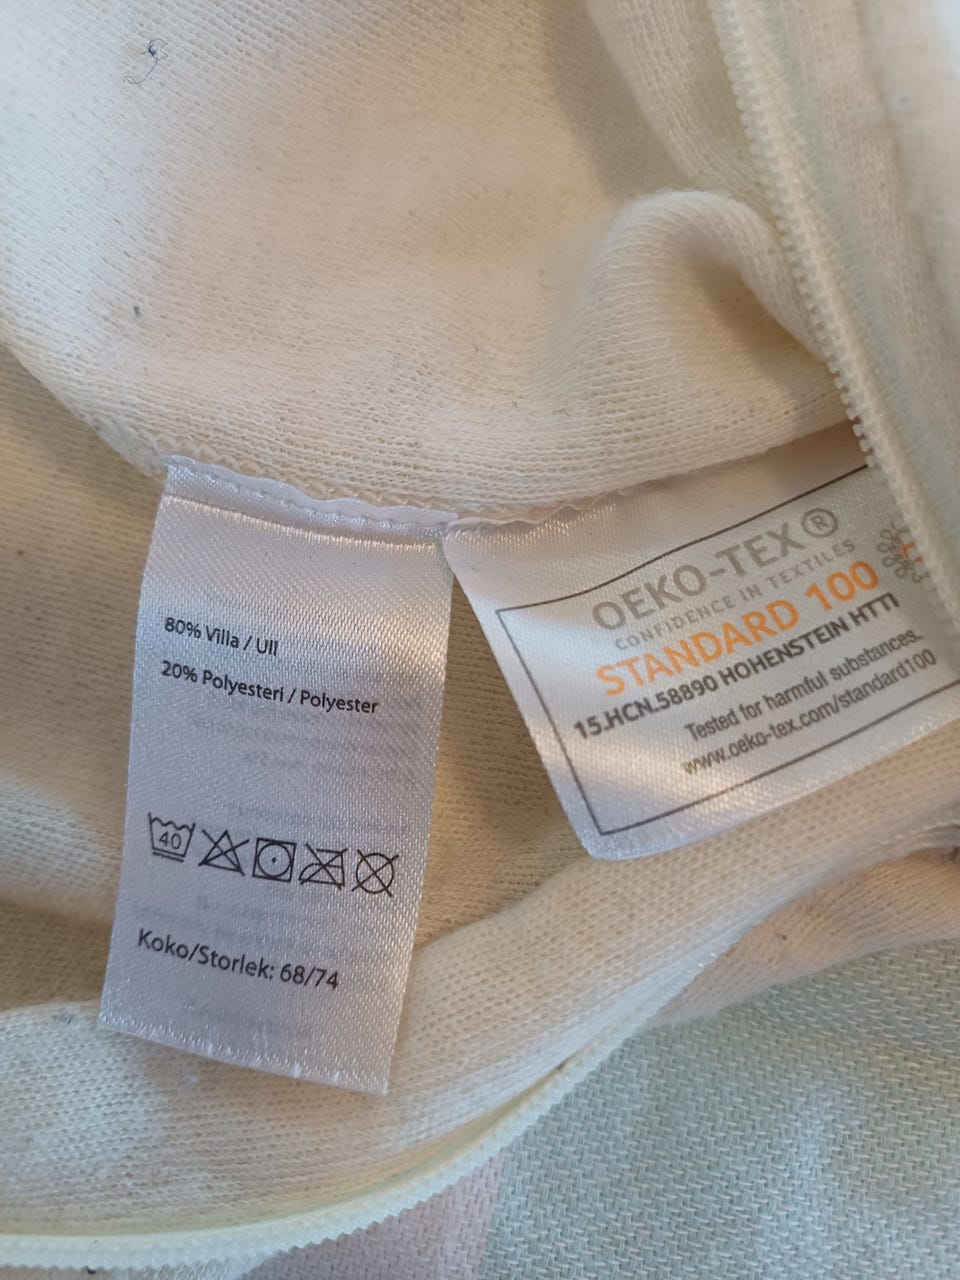 80% Villa / Ull
20% Polyesteri / Polyester
40
Koko/Storlek: 68/74
OEKO-TEX®
CONFIDENCE IN TEXTILES
STANDARD 100
15.HCN.58890 HOHENSTEIN HTTI
Tested for harmful substances.
www.oeko-tex.com/standard100